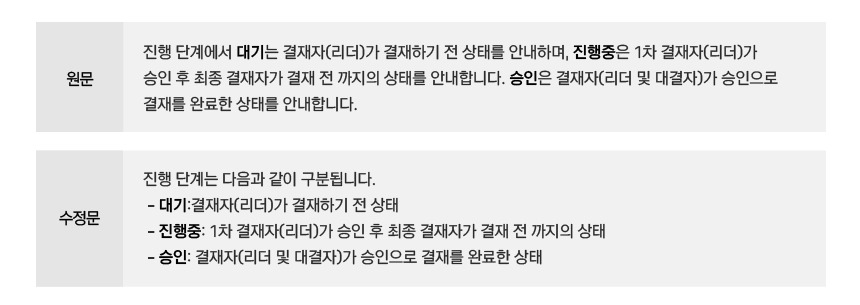 원문
진행 단계에서 대기는 결재자(리더)가 결재하기 전 상태를 안내하며, 진행중은 1차 결재자(리더)가
승인 후 최종 결재자가 결재 전 까지의 상태를 안내합니다. 승인은 결재자(리더 및 대결자)가 승인으로
결재를 완료한 상태를 안내합니다.
수정문
진행 단계는 다음과 같이 구분됩니다.
- 대기:결재자(리더)가 결재하기 전 상태
- 진행중: 1차 결재자(리더)가 승인 후 최종 결재자가 결재 전 까지의 상태
- 승인: 결재자(리더 및 대결자)가 승인으로 결재를 완료한 상태